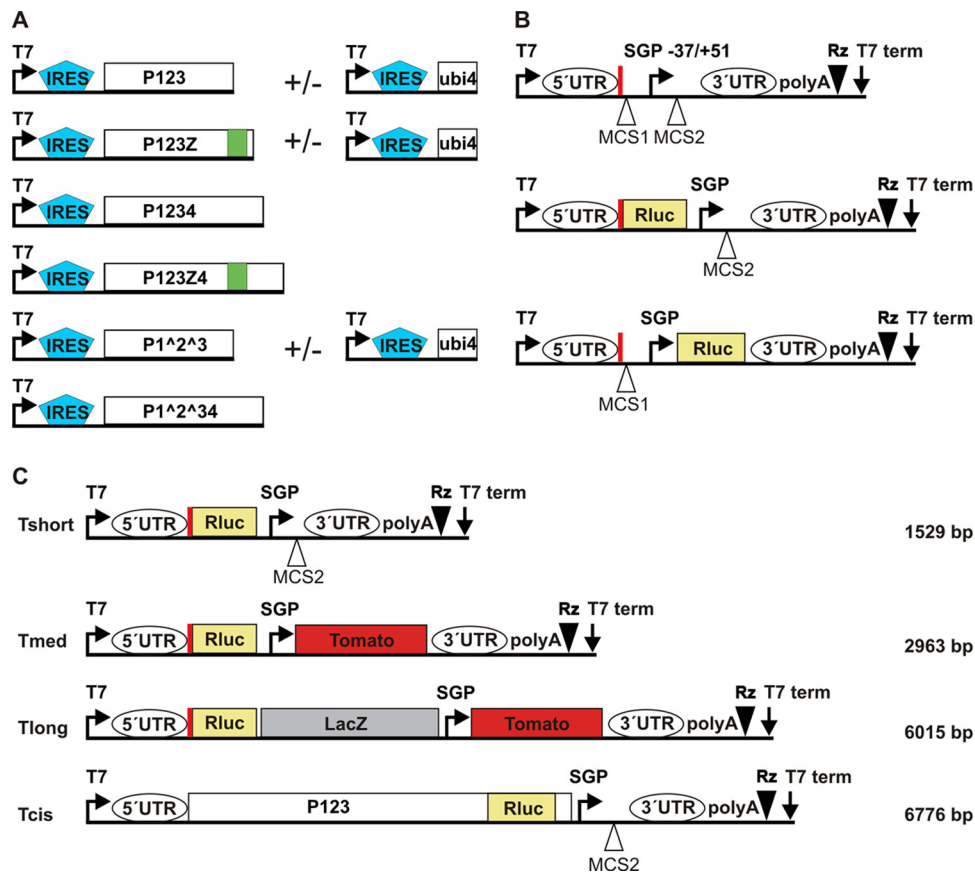 A
T7
IRES P123 +/- T7 IRES ubi4
T7
IRES P123Z +/- T7 IRES ubi4
T7
IRES P1234
T7
IRES P123Z4
T7
IRES P1^2^3 +/- T7 IRES ubi4
T7
IRES P1^2^34
B
T7 SGP -37/+51 Rz T7 term
5´UTR 3´UTR polyA
MCS1 MCS2
T7 SGP Rz T7 term
5´UTR Rluc 3´UTR polyA
MCS2
T7 SGP Rz T7 term
5´UTR Rluc 3´UTR polyA
MCS1
C
T7 SGP Rz T7 term
Tshort 5´UTR Rluc 3´UTR polyA 1529 bp
MCS2
T7 SGP Rz T7 term
Tmed 5´UTR Rluc Tomato 3´UTR polyA 2963 bp
T7 SGP Rz T7 term
Tlong 5´UTR Rluc LacZ Tomato 3´UTR polyA 6015 bp
T7 SGP Rz T7 term
Tcis 5´UTR P123 Rluc 3´UTR polyA 6776 bp
MCS2